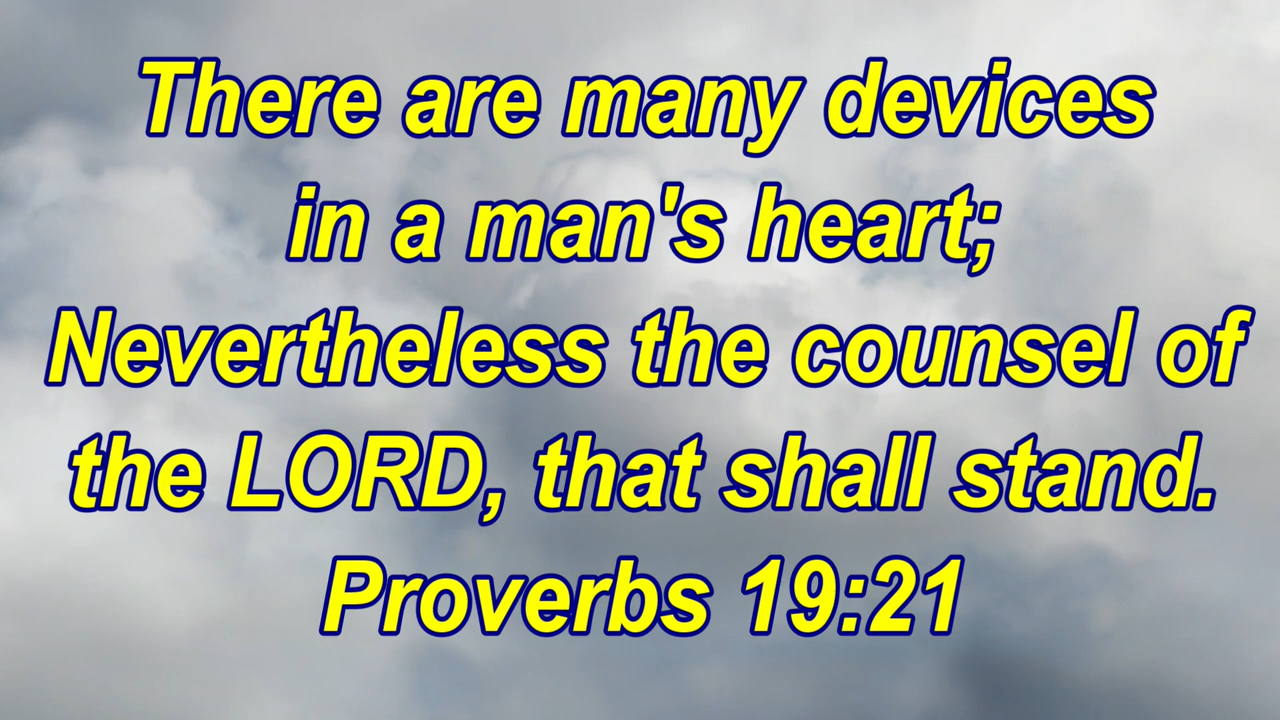 There are many devices
in a man's heart;
Nevertheless the counsel of
the LORD, that shall stand.
Proverbs 19:21